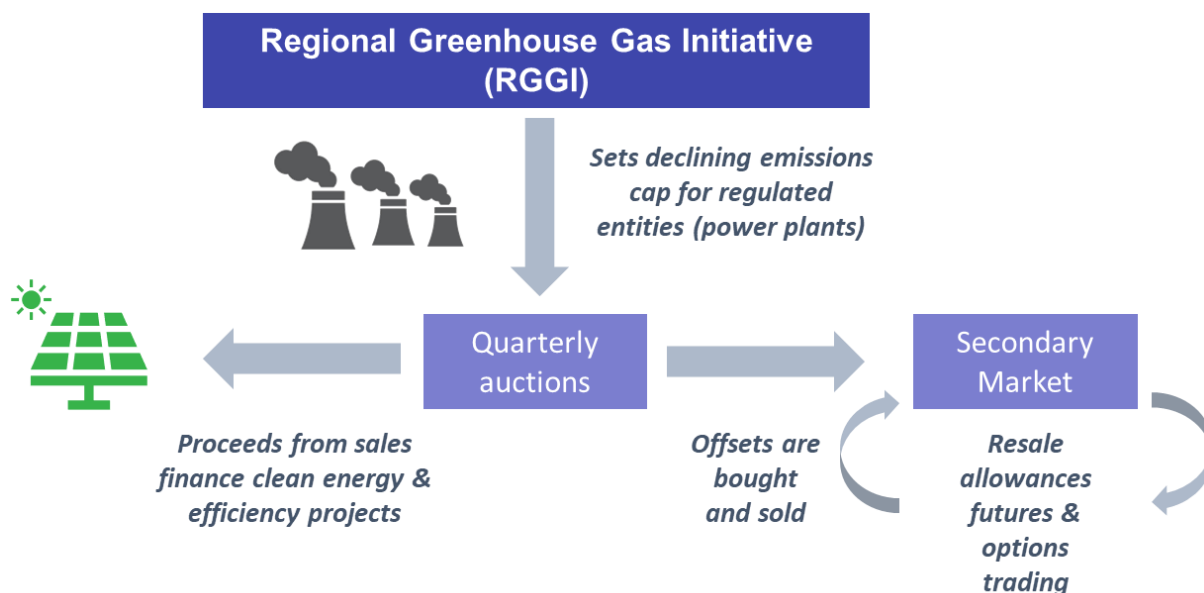 Regional Greenhouse Gas Initiative
(RGGI)
Sets declining emissions
cap for regulated
entities (power plants)
Quarterly
auctions
Secondary
Market
Proceeds from sales
finance clean energy &
efficiency projects
Offsets are
bought
and sold
Resale
allowances
futures &
options
trading